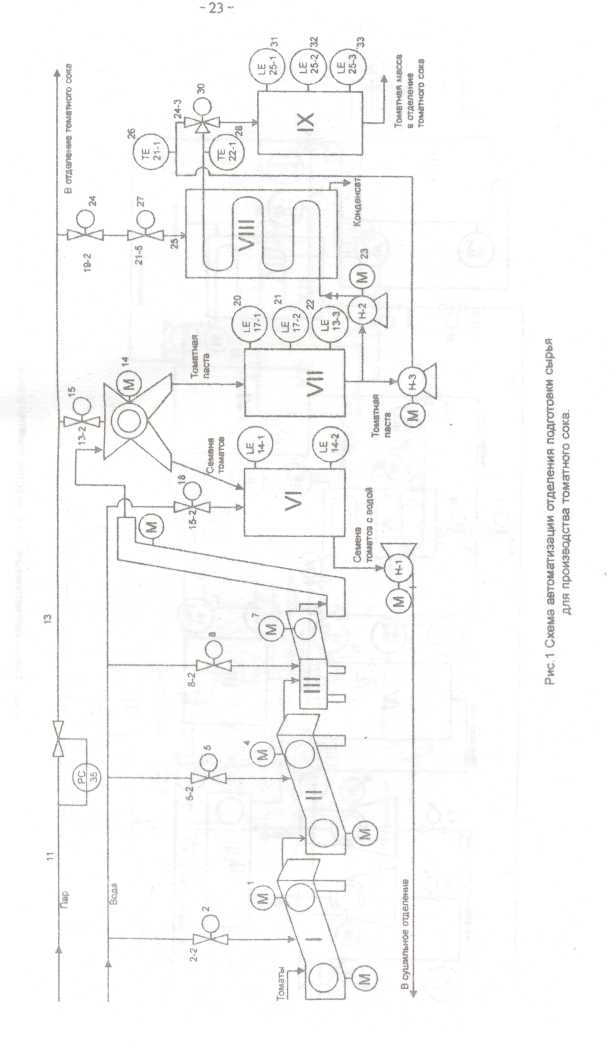 - 23 -
11
Пар
PC
35
13
В отделение томатного сока
Вода
2-2
2
5-2
5
8-2
8
15-2
18
13-2
15
19-2
24
21-5
27
25
24-3
30
26
TE
21-1
TE
22-1
28
LE
25-1
31
LE
25-2
32
LE
25-3
33
Томаты
I
M
1
M
II
M
4
M
III
M
7
M
M
14
Семена
томатов
Томатная
паста
VI
LE
14-1
LE
14-2
VII
LE
17-1
20
LE
17-2
21
LE
13-3
22
VIII
Конденсат
IX
Томатная масса
в отделение
томатного сока
Семена
томатов с водой
M
Н-1
Томатная
паста
M
Н-3
Н-2
M
23
В сушильное отделение
Рис.1 Схема автоматизации отделения подготовки сырья
для производства томатного сока.